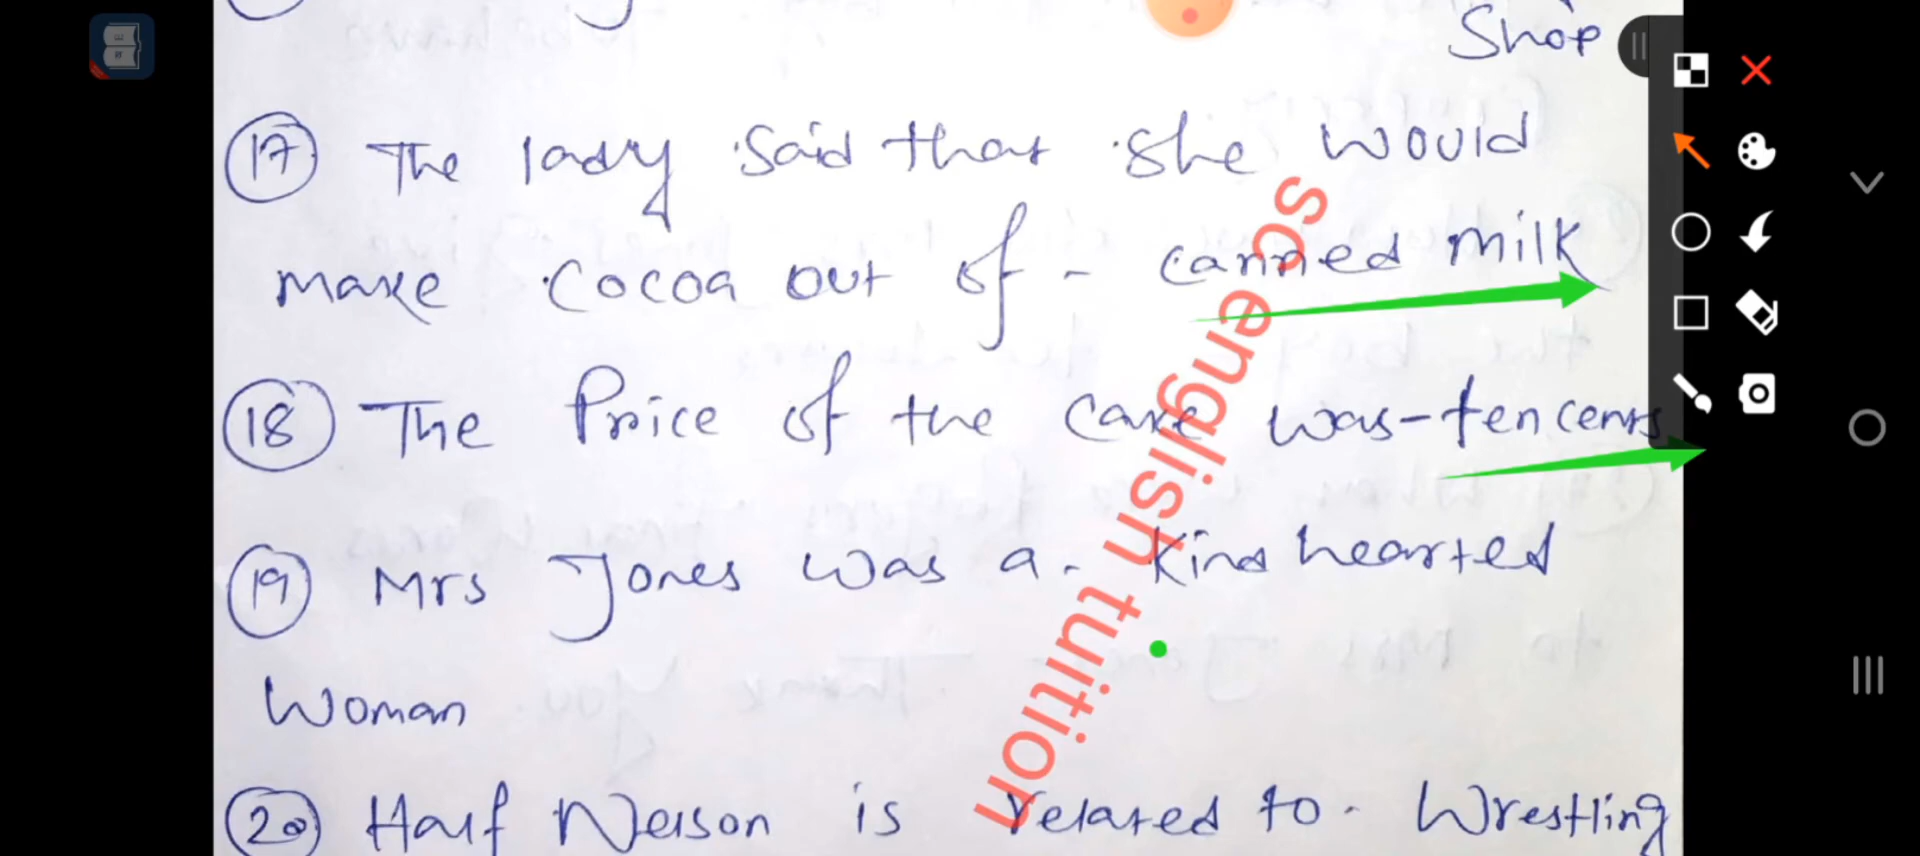 Shop
17 The lady said that she would
make cocoa out of - canned milk
18 The Price of the cake was - ten cents
19 Mrs Jones was a - Kind hearted
Woman
20 Half Nelson is related to - Wrestling
sc english tuition